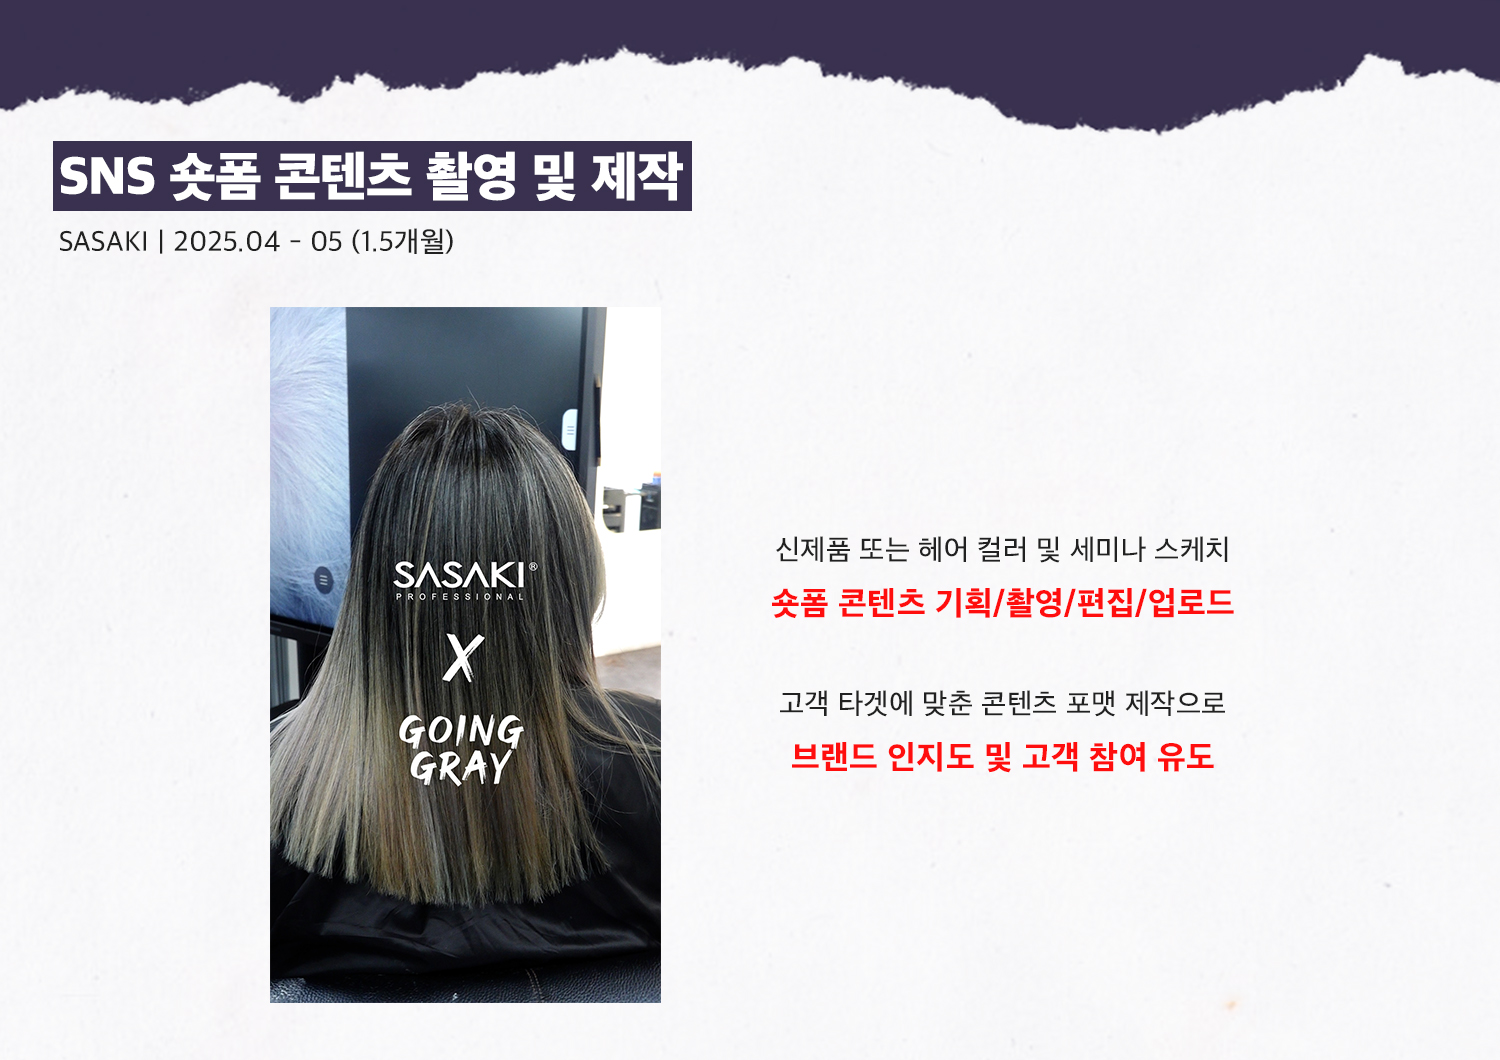 SNS 숏폼 콘텐츠 촬영 및 제작
SASAKI | 2025.04 - 05 (1.5개월)
SASAKI®
PROFESSIONAL
X
GOING
GRAY
신제품 또는 헤어 컬러 및 세미나 스케치
숏폼 콘텐츠 기획/촬영/편집/업로드
고객 타겟에 맞춘 콘텐츠 포맷 제작으로
브랜드 인지도 및 고객 참여 유도